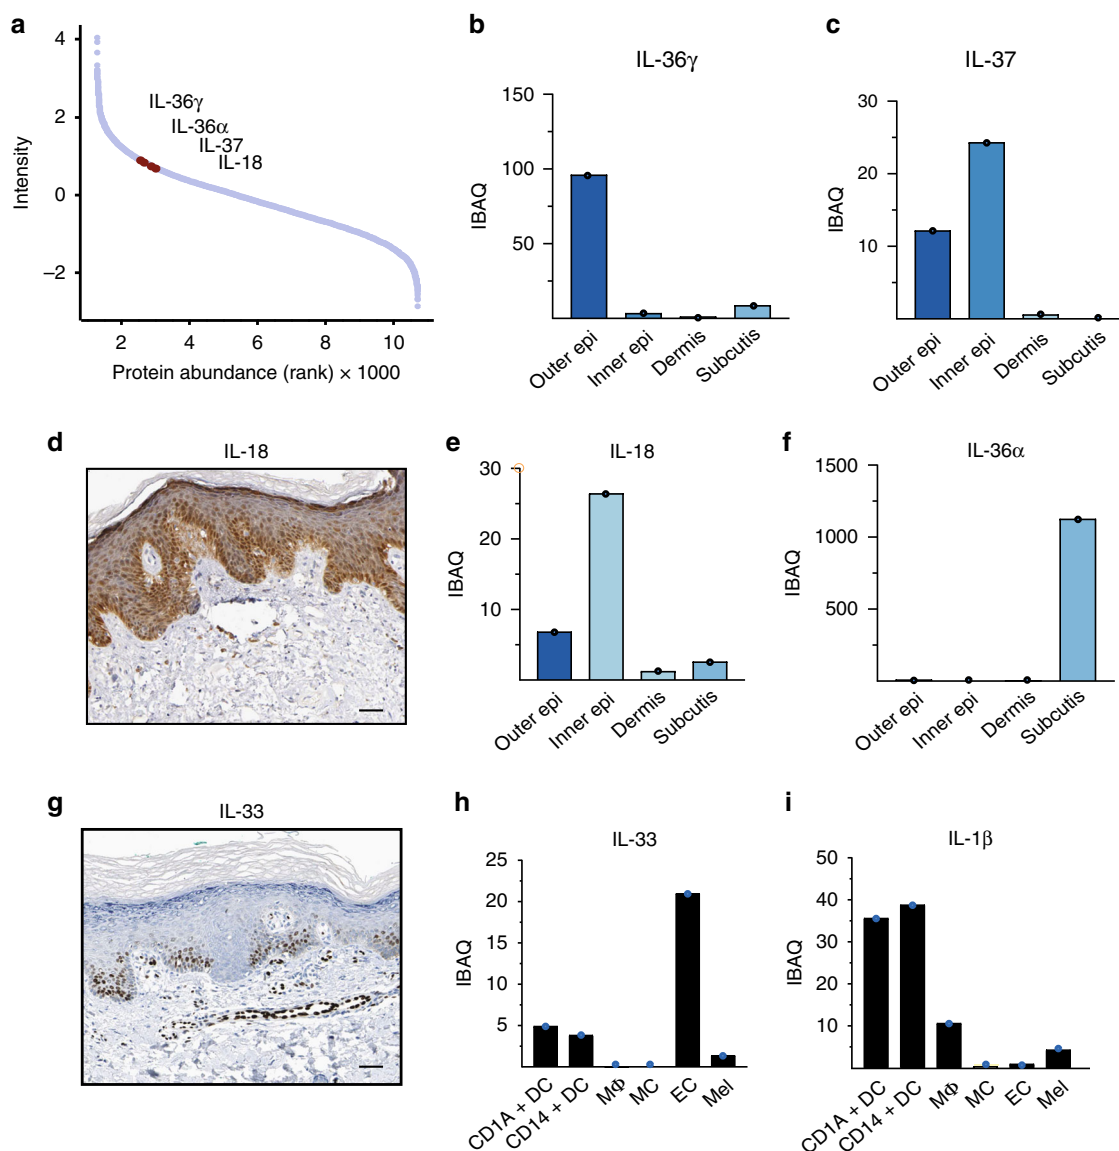 a
4
2
0
−2
Intensity
IL-36γ
IL-36α
IL-37
IL-18
2 4 6 8 10
Protein abundance (rank) × 1000
b
IL-36γ
150
100
50
IBAQ
Outer epi
Inner epi
Dermis
Subcutis
c
IL-37
30
20
10
IBAQ
Outer epi
Inner epi
Dermis
Subcutis
d
IL-18
e
IL-18
30
20
10
IBAQ
Outer epi
Inner epi
Dermis
Subcutis
f
IL-36α
1500
1000
500
IBAQ
Outer epi
Inner epi
Dermis
Subcutis
g
IL-33
h
IL-33
25
20
15
10
5
IBAQ
CD1A + DC
CD14 + DC
MΦ
MC
EC
Mel
i
IL-1β
50
40
30
20
10
IBAQ
CD1A + DC
CD14 + DC
MΦ
MC
EC
Mel